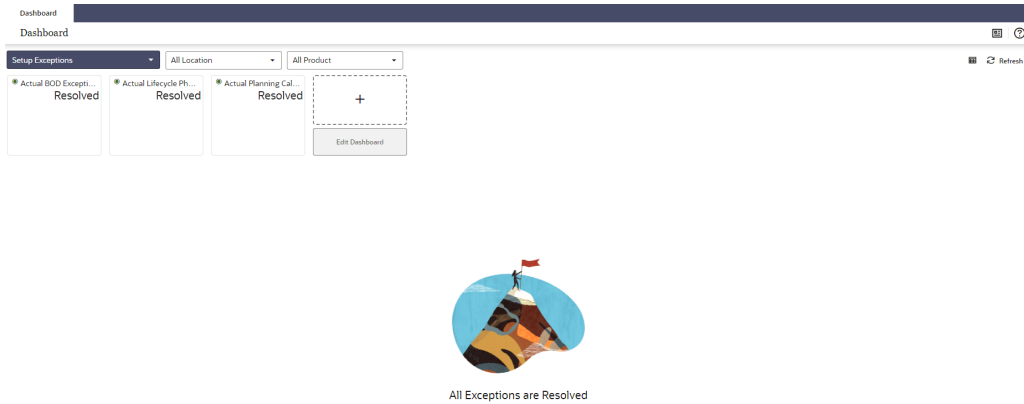 Dashboard
Dashboard
Setup Exceptions
All Location
All Product
Refresh
Actual BOD Excepti...
Resolved
Actual Lifecycle Ph...
Resolved
Actual Planning Cal...
Resolved
+
Edit Dashboard
All Exceptions are Resolved